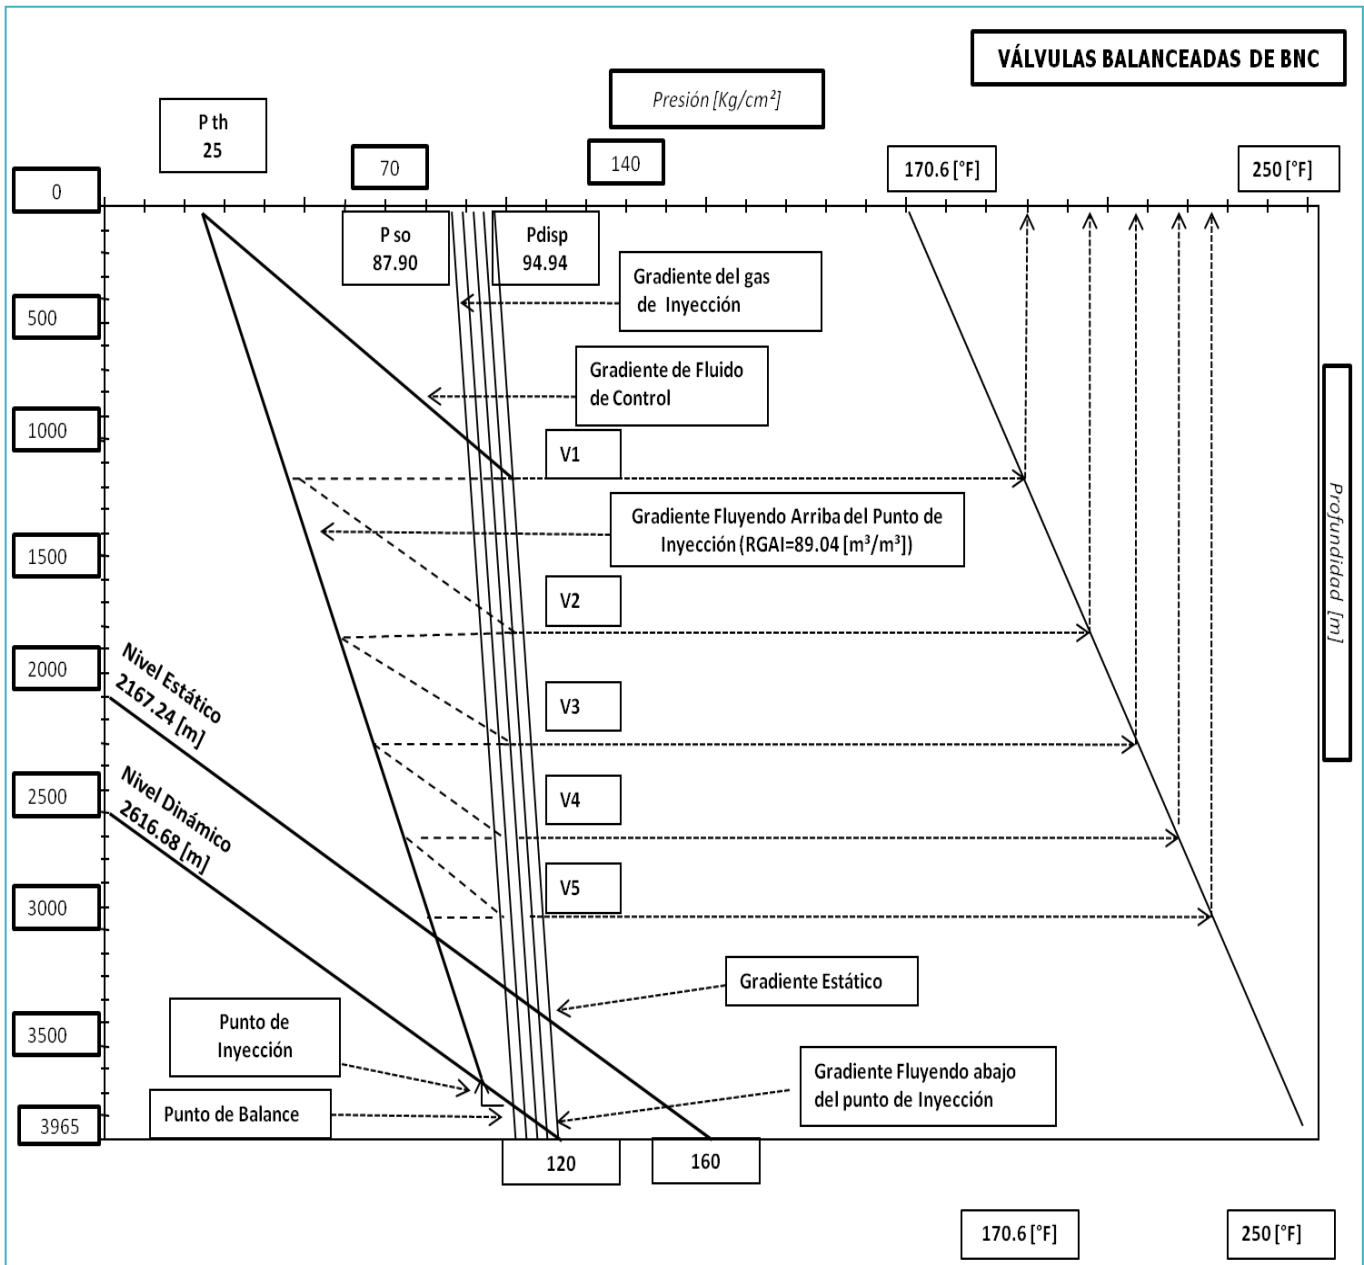 VÁLVULAS BALANCEADAS DE BNC
Presión [Kg/cm²]
P th
25
70
140
170.6 [°F]
250 [°F]
0
P so
87.90
Pdisp
94.94
Gradiente del gas
de Inyección
500
Gradiente de Fluido
de Control
1000
V1
Gradiente Fluyendo Arriba del Punto de
Inyección (RGAI=89.04 [m³/m³])
1500
Profundidad [m]
V2
2000
Nivel Estático
2167.24 [m]
V3
2500
Nivel Dinámico
2616.68 [m]
V4
V5
3000
Gradiente Estático
3500
Punto de
Inyección
Gradiente Fluyendo abajo
del punto de Inyección
Punto de Balance
3965
120
160
170.6 [°F]
250 [°F]